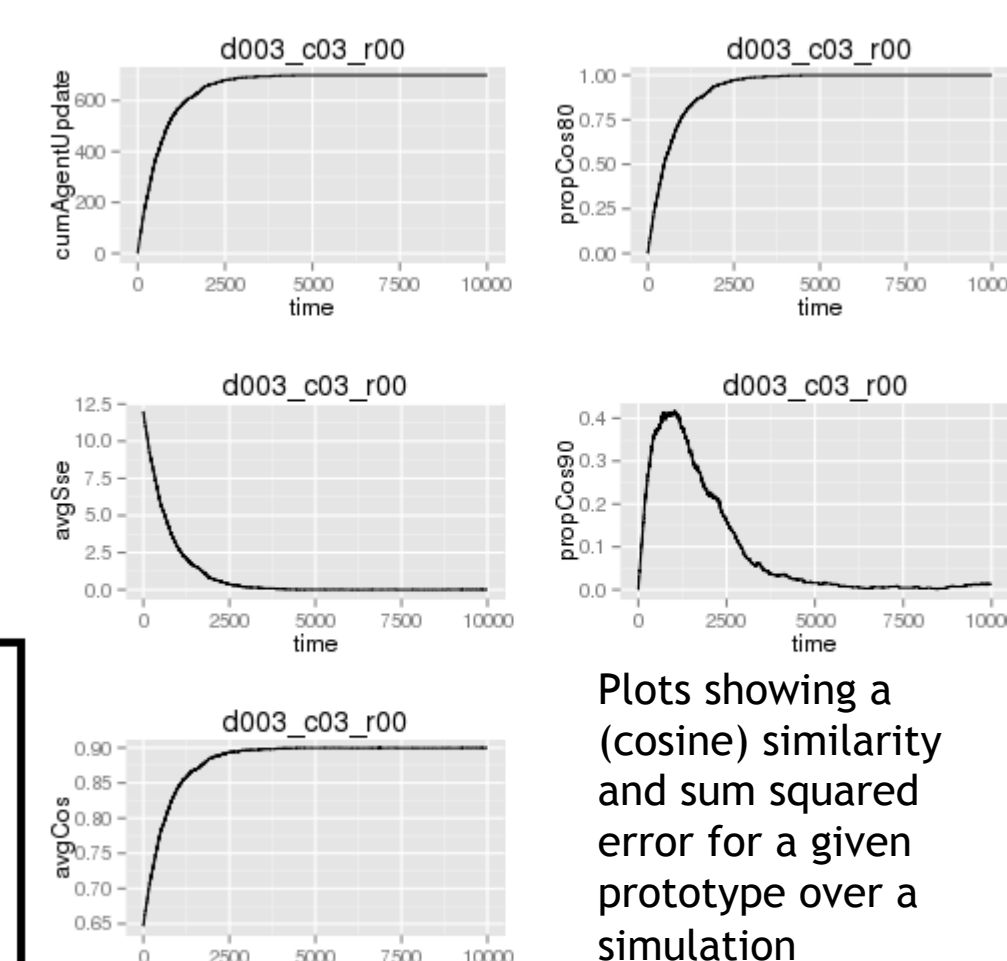 d003_c03_r00
cumAgentUpdate
600
400
200
0
0 2500 5000 7500 10000
time
d003_c03_r00
propCos80
1.00
0.75
0.50
0.25
0.00
0 2500 5000 7500 1000
time
d003_c03_r00
avgSse
12.5
10.0
7.5
5.0
2.5
0.0
0 2500 5000 7500 10000
time
d003_c03_r00
propCos90
0.4
0.3
0.2
0.1
0.0
0 2500 5000 7500 1000
time
d003_c03_r00
avgCos
0.90
0.85
0.80
0.75
0.70
0.65
0 2500 5000 7500 10000
Plots showing a
(cosine) similarity
and sum squared
error for a given
prototype over a
simulation